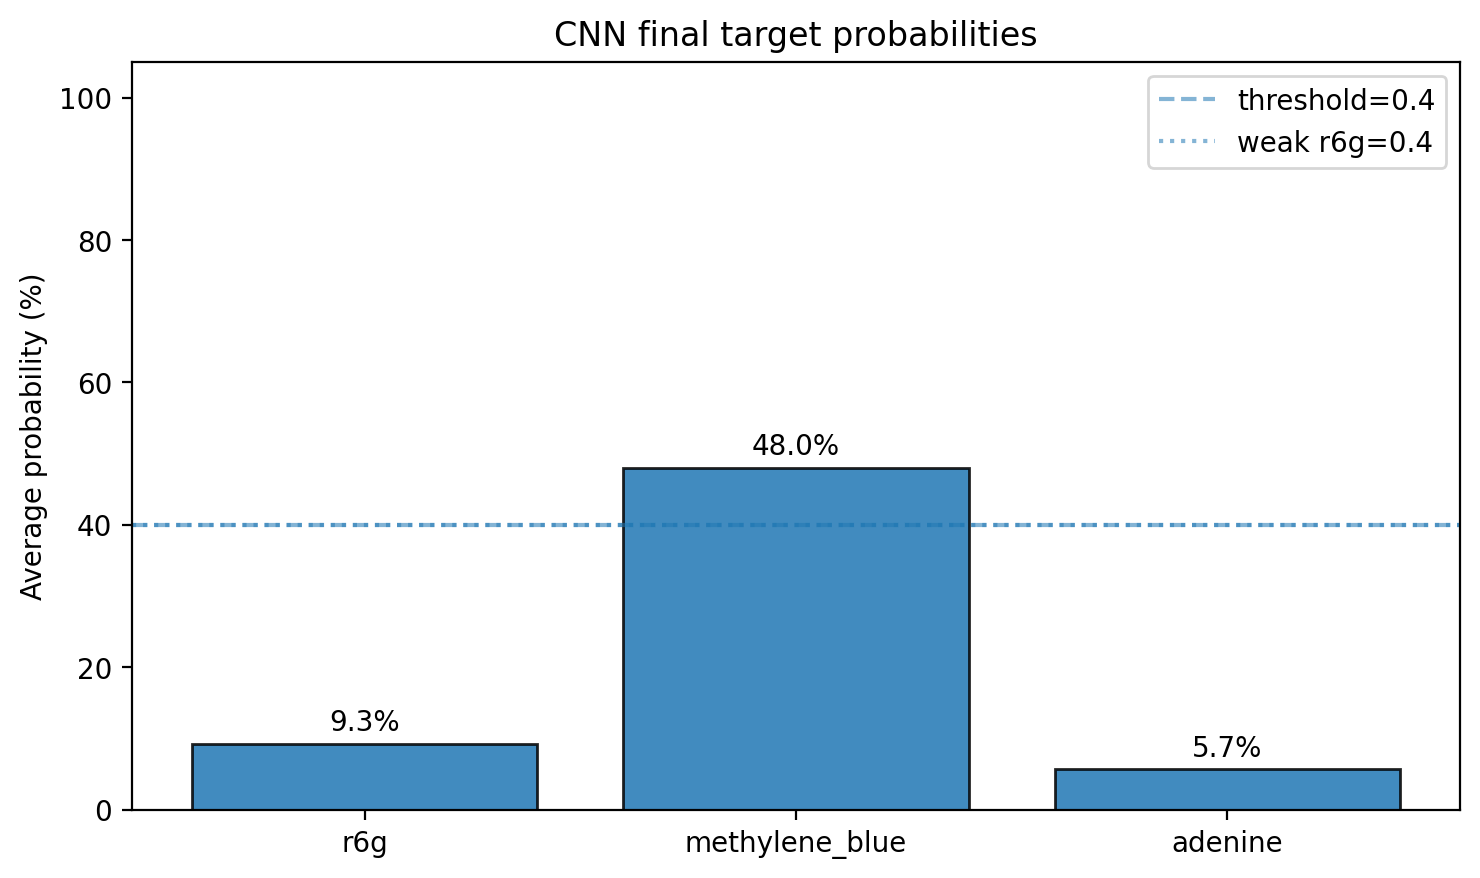 CNN final target probabilities
threshold=0.4
weak r6g=0.4
Average probability (%)
100
80
60
40
20
0
9.3%
48.0%
5.7%
r6g
methylene_blue
adenine